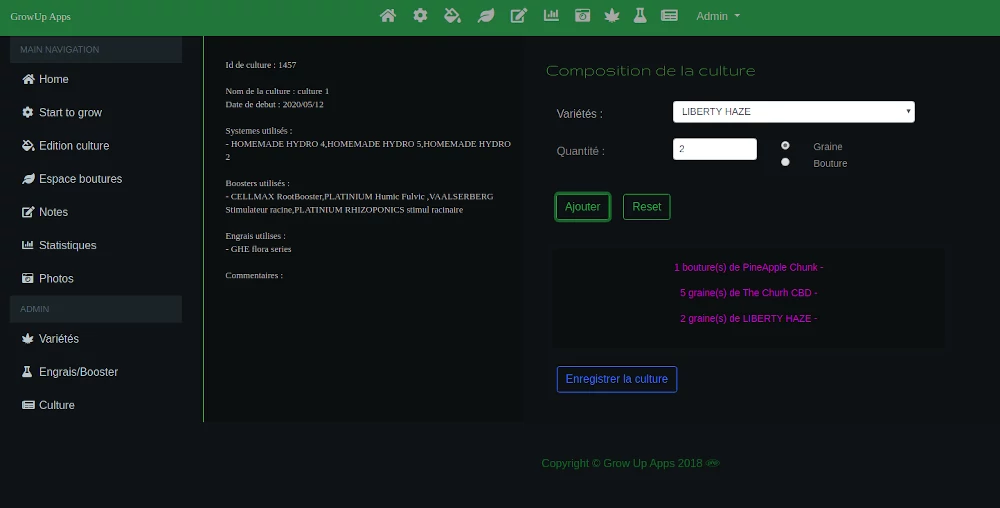 GrowUp Apps
Admin
MAIN NAVIGATION
Home
Start to grow
Edition culture
Espace boutures
Notes
Statistiques
Photos
ADMIN
Variétés
Engrais/Booster
Culture
Id de culture : 1457
Nom de la culture : culture 1
Date de debut : 2020/05/12
Systemes utilisés :
- HOMEMADE HYDRO 4,HOMEMADE HYDRO 5,HOMEMADE HYDRO
2
Boosters utilisés :
- CELLMAX RootBooster,PLATINIUM Humic Fulvic ,VAALSERBERG
Stimulateur racine,PLATINIUM RHIZOPONICS stimul racinaire
Engrais utilises :
- GHE flora series
Commentaires :
Composition de la culture
Variétés :
LIBERTY HAZE
Quantité :
2
Graine
Bouture
Ajouter
Reset
1 bouture(s) de PineApple Chunk -
5 graine(s) de The Churh CBD -
2 graine(s) de LIBERTY HAZE -
Enregistrer la culture
Copyright © Grow Up Apps 2018